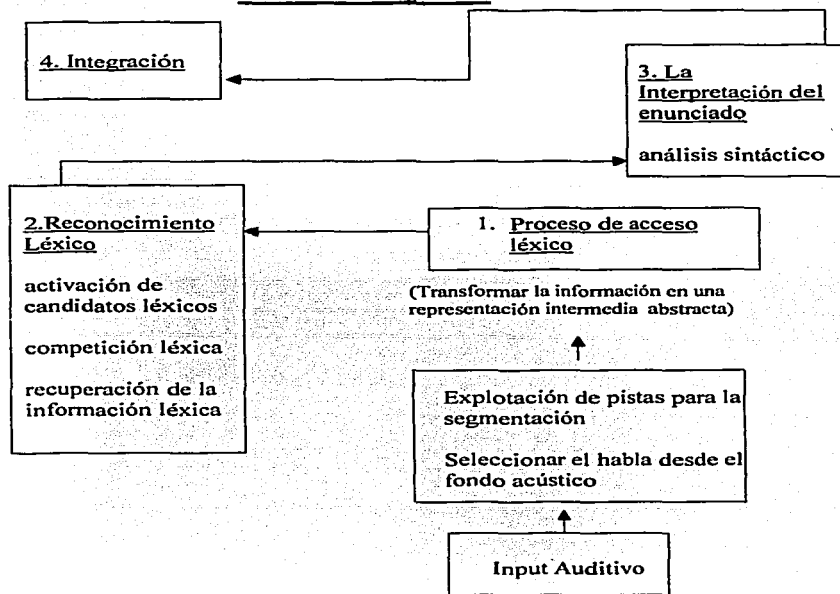 4. Integración
3. La
Interpretación del
enunciado
análisis sintáctico
2.Reconocimiento
Léxico
activación de
candidatos léxicos
competición léxica
recuperación de la
información léxica
1. Proceso de acceso
léxico
(Transformar la información en una
representación intermedia abstracta)
Explotación de pistas para la
segmentación
Seleccionar el habla desde el
fondo acústico
Input Auditivo